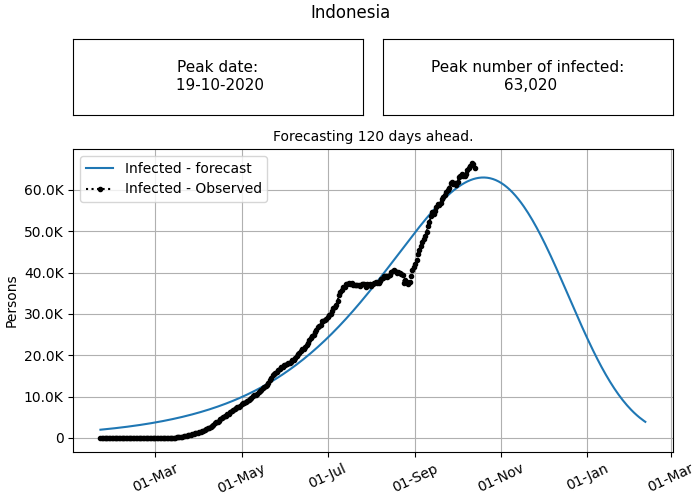 Indonesia
Peak date:
19-10-2020
Peak number of infected:
63,020
Forecasting 120 days ahead.
Infected - forecast
Infected - Observed
Persons
60.0K
50.0K
40.0K
30.0K
20.0K
10.0K
0
01-Mar
01-May
01-Jul
01-Sep
01-Nov
01-Jan
01-Mar